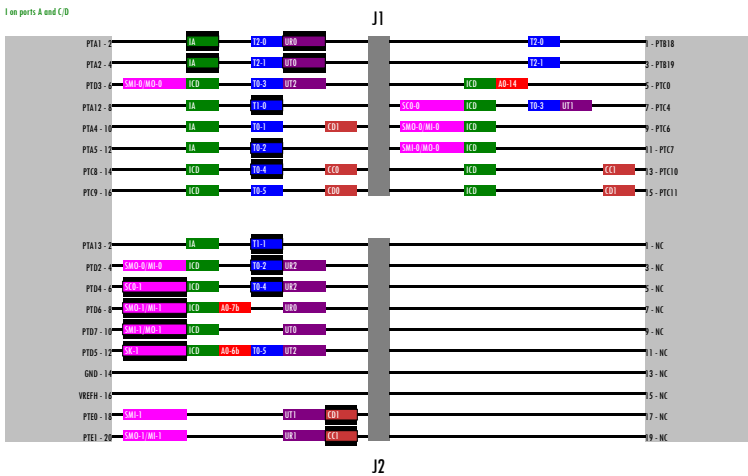 I on ports A and C/D
J1
PTA1 - 2 IA T2-0 UR0 T2-0 1 - PTB18
PTA2 - 4 IA T2-1 UT0 T2-1 3 - PTB19
PTD3 - 6 SMI-0/MO-0 ICD T0-3 UT2 ICD A0-14 5 - PTC0
PTA12 - 8 IA T1-0 SC0-0 ICD T0-3 UT1 7 - PTC4
PTA4 - 10 IA T0-1 CD1 SMO-0/MI-0 ICD 9 - PTC6
PTA5 - 12 IA T0-2 SMI-0/MO-0 ICD 11 - PTC7
PTC8 - 14 ICD T0-4 CC0 ICD CC1 13 - PTC10
PTC9 - 16 ICD T0-5 CD0 ICD CD1 15 - PTC11
PTA13 - 2 IA T1-1 1 - NC
PTD2 - 4 SMO-0/MI-0 ICD T0-2 UR2 3 - NC
PTD4 - 6 SC0-1 ICD T0-4 UR2 5 - NC
PTD6 - 8 SMO-1/MI-1 ICD A0-7b UR0 7 - NC
PTD7 - 10 SMI-1/MO-1 ICD UT0 9 - NC
PTD5 - 12 SK-1 ICD A0-6b T0-5 UT2 11 - NC
GND - 14 13 - NC
VREFH - 16 15 - NC
PTE0 - 18 SMI-1 UT1 CD1 17 - NC
PTE1 - 20 SMO-1/MI-1 UR1 CC1 19 - NC
J2